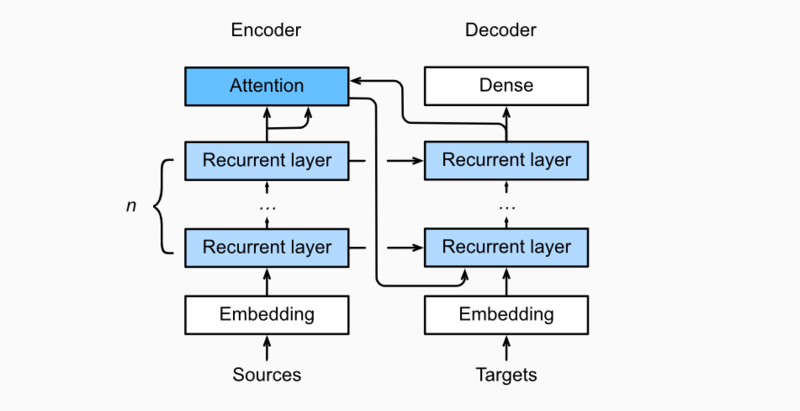 Encoder Decoder
Attention Dense
Recurrent layer Recurrent layer
n
... ...
Recurrent layer Recurrent layer
Embedding Embedding
Sources Targets